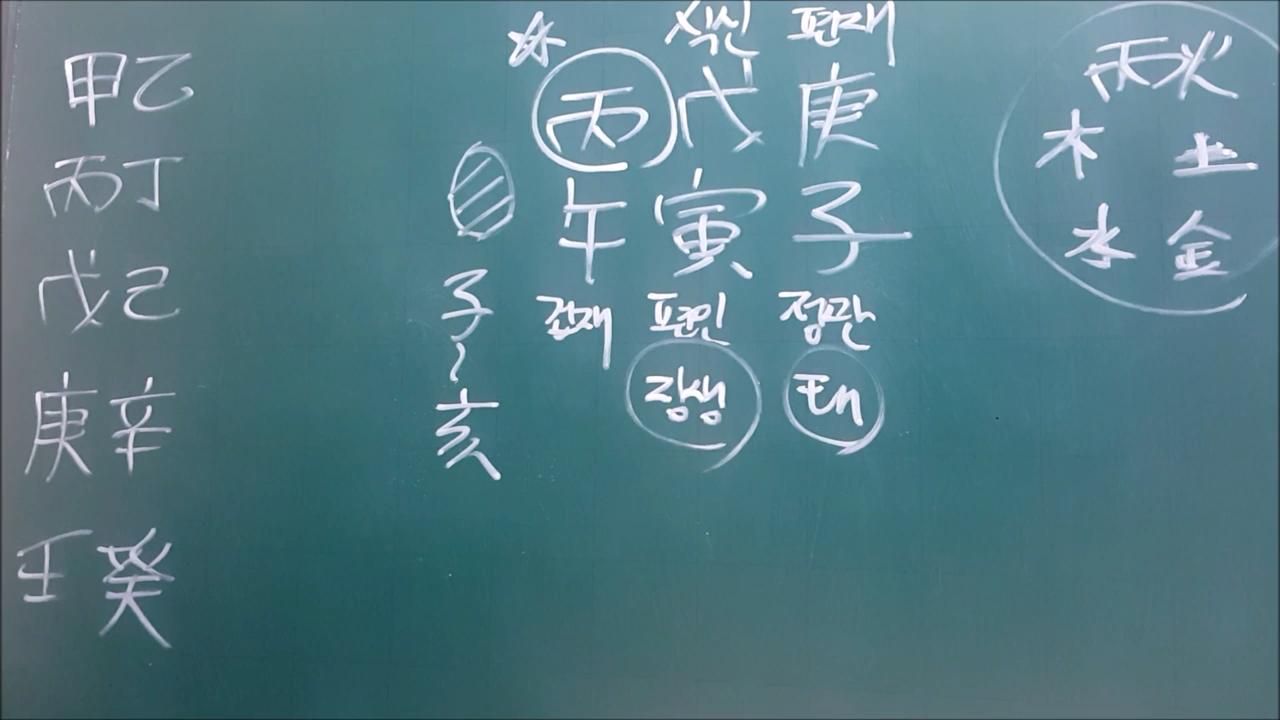 甲乙
丙丁
戊己
庚辛
壬癸
식신 편재
丙戊庚
午寅子
겁재 편인 정관
장생 태
子~亥
丙火
木 土
水 金